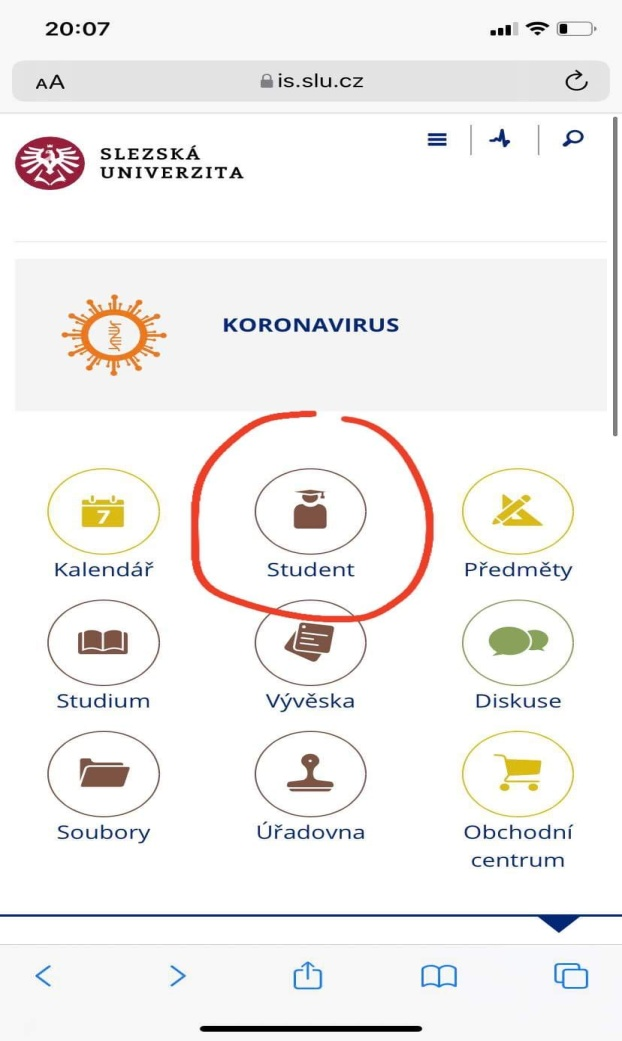 20:07
AA
is.slu.cz
SLEZSKÁ
UNIVERZITA
KORONAVIRUS
7
Kalendář
Student
Předměty
Studium
Vývěska
Diskuse
Soubory
Úřadovna
Obchodní
centrum